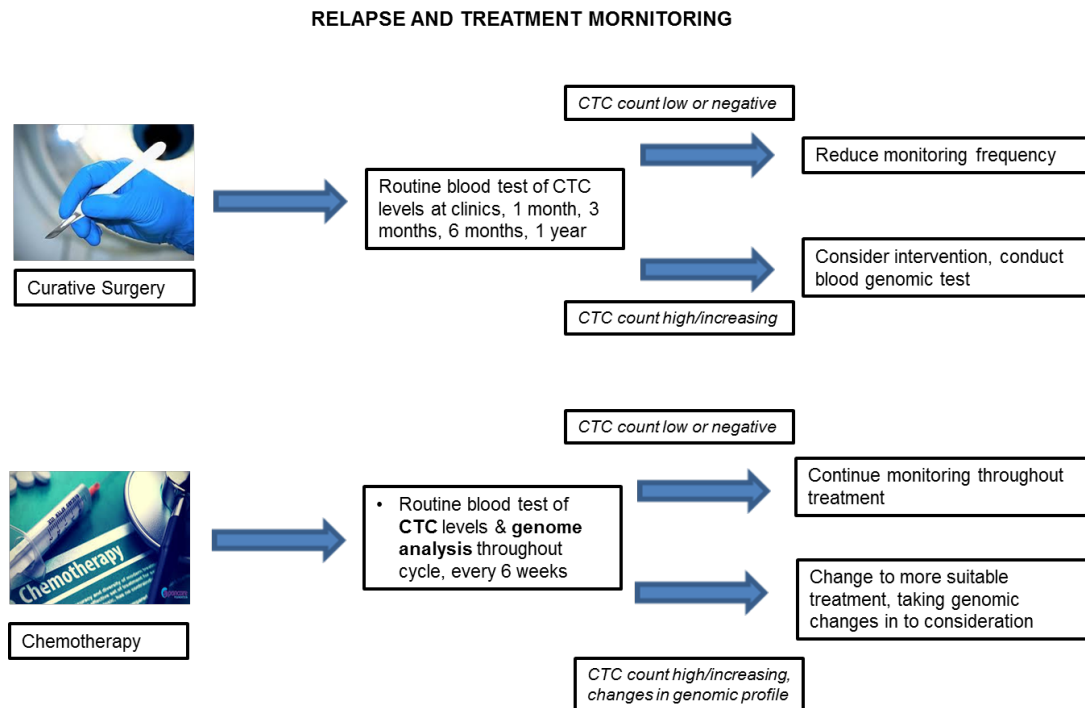 RELAPSE AND TREATMENT MORNITORING
CTC count low or negative
Reduce monitoring frequency
Routine blood test of CTC
levels at clinics, 1 month, 3
months, 6 months, 1 year
Consider intervention, conduct
blood genomic test
Curative Surgery
CTC count high/increasing
CTC count low or negative
Continue monitoring throughout
treatment
• Routine blood test of
CTC levels & genome
analysis throughout
cycle, every 6 weeks
Chemotherapy
Change to more suitable
treatment, taking genomic
changes in to consideration
Chemotherapy
CTC count high/increasing,
changes in genomic profile